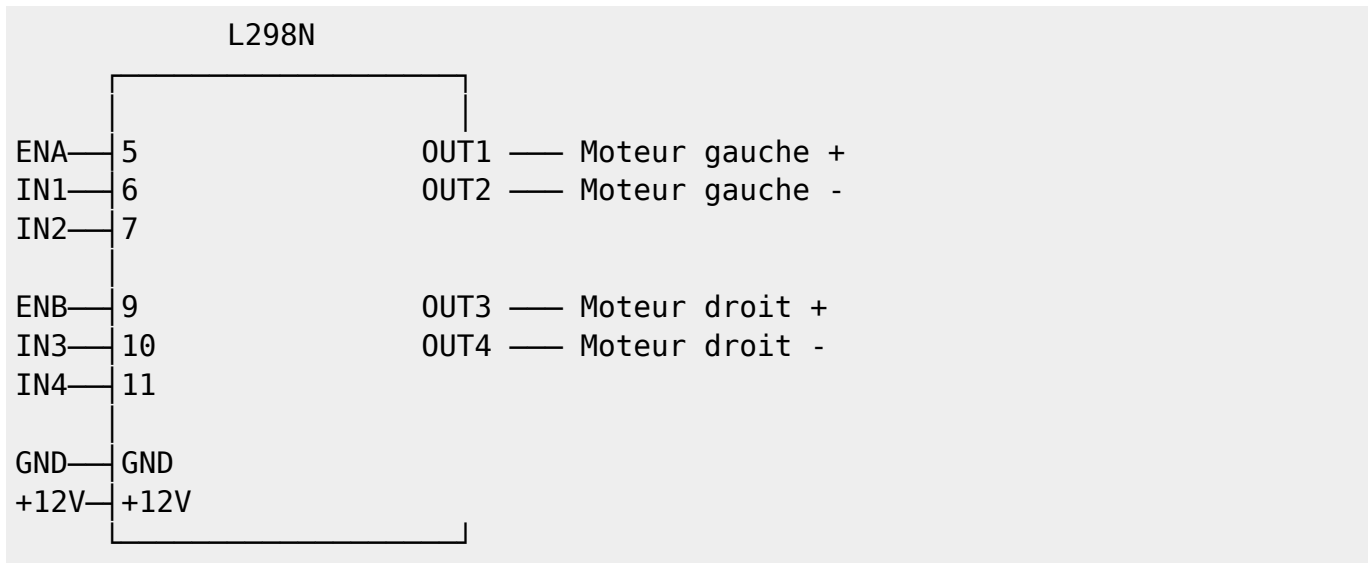 L298N
ENA 5 OUT1 — Moteur gauche +
IN1 6 OUT2 — Moteur gauche -
IN2 7
ENB 9 OUT3 — Moteur droit +
IN3 10 OUT4 — Moteur droit -
IN4 11
GND GND
+12V +12V